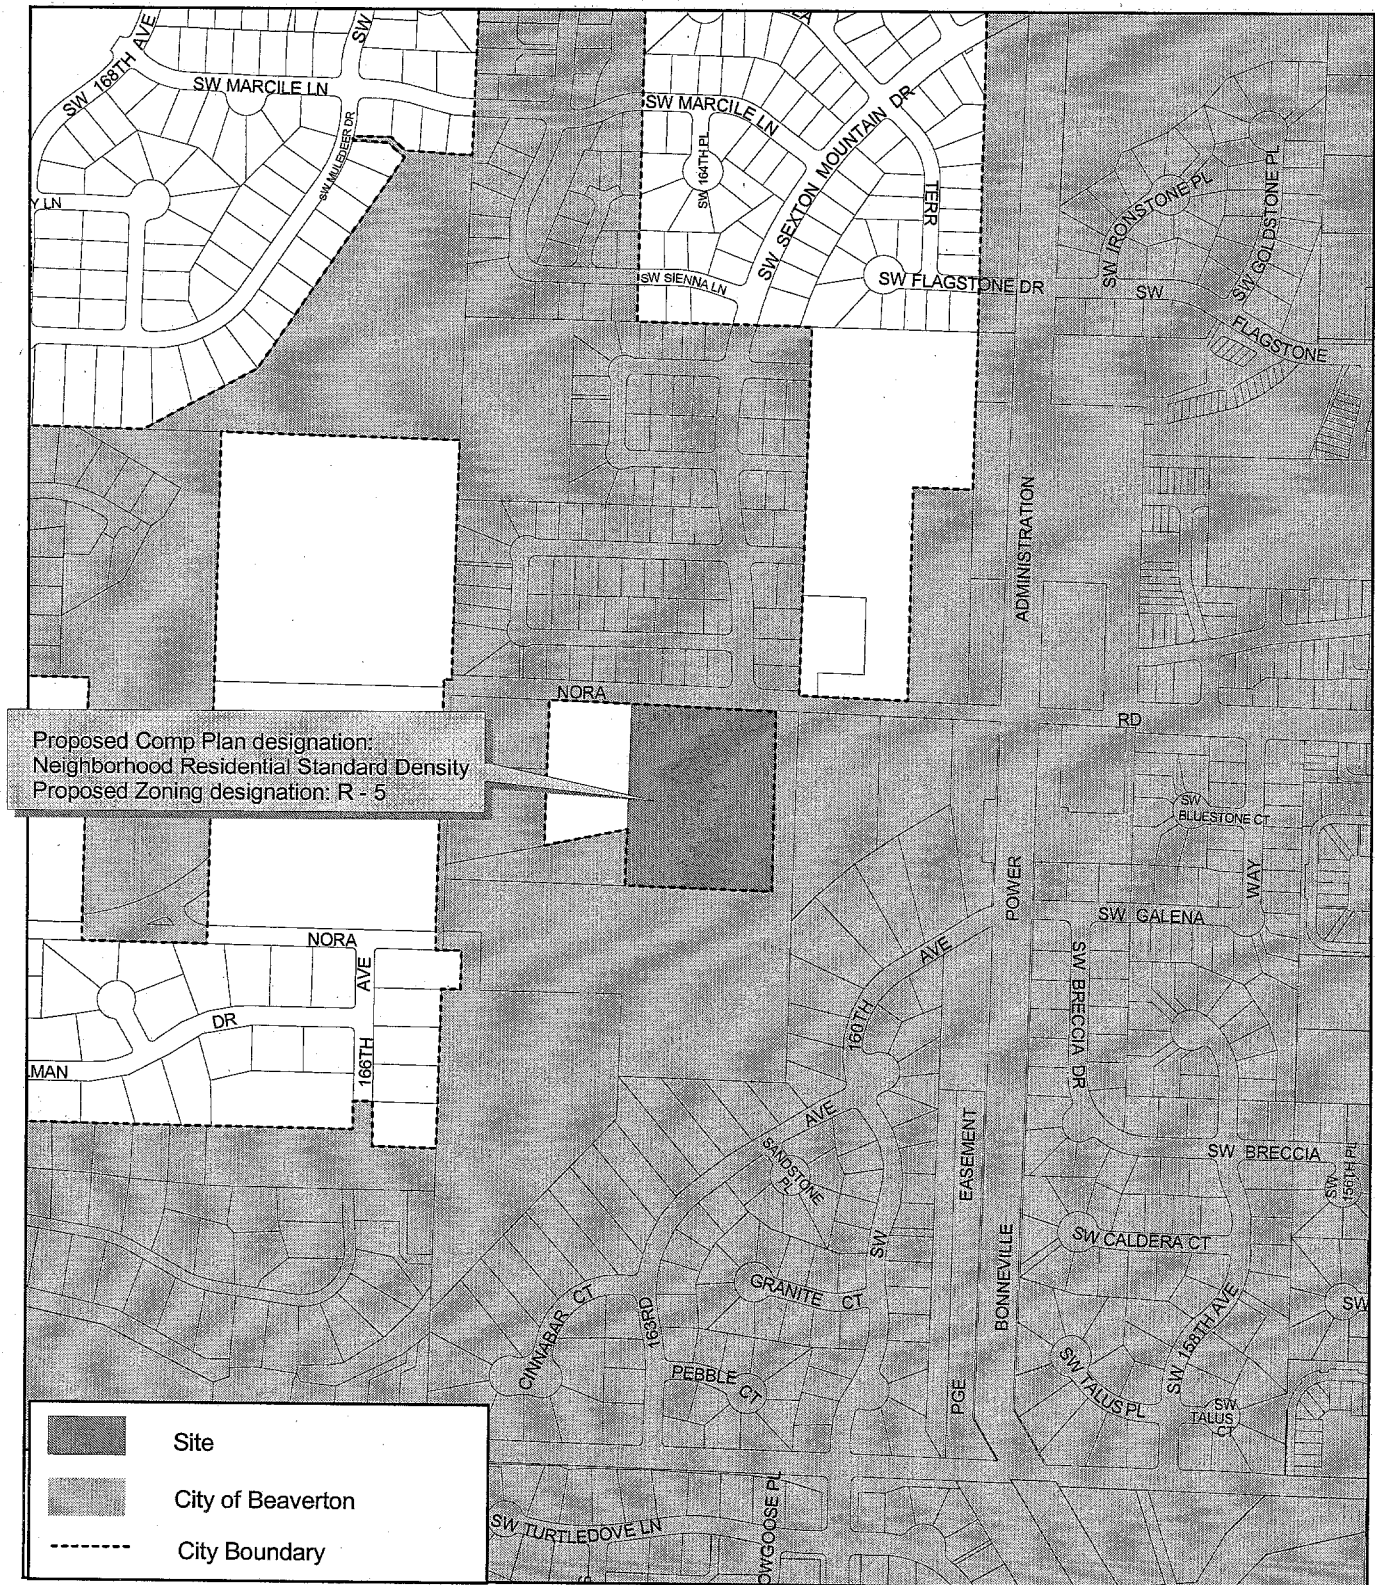 SW 168TH AVE
SW
SW MARCILE LN
SW MULEDEER DR
Y LN
SW MARCILE LN
SW 164TH PL
SW SEXTON MOUNTAIN DR
TERR
SW SIENNA LN
SW FLAGSTONE DR
SW IRONSTONE PL
SW GOLDSTONE PL
SW
FLAGSTONE
ADMINISTRATION
NORA
RD
Proposed Comp Plan designation:
Neighborhood Residential Standard Density
Proposed Zoning designation: R - 5
SW
BLUESTONE CT
WAY
POWER
SW GALENA
NORA
AVE
166TH
DR
LMAN
AVE
160TH
SW BRECCIA DR
AVE
SANDSTONE
PL
EASEMENT
SW BRECCIA
SW
156TH PL
SW
SW CALDERA CT
GRANITE CT
BONNEVILLE
CINNABAR CT
163RD
SW 158TH AVE
SW
PEBBLE CT
PGE
SW TALUS PL
SW
TALUS
CT
Site
City of Beaverton
City Boundary
SW TURTLEDOVE LN
OWGOOSE PL